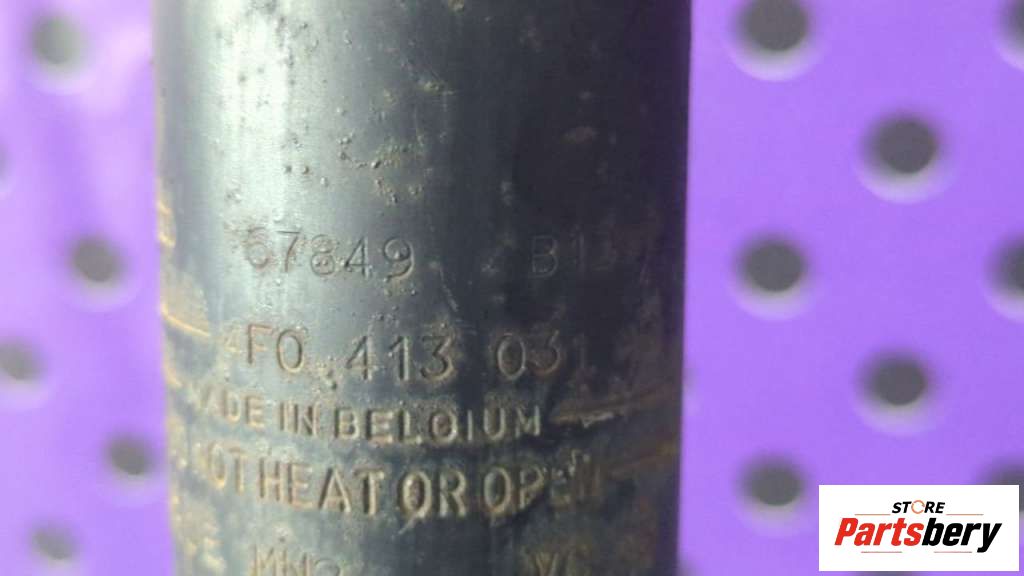 67849
4F0 413 031
MADE IN BELGIUM
NOT HEAT OR OPEN
STORE
Partsbery